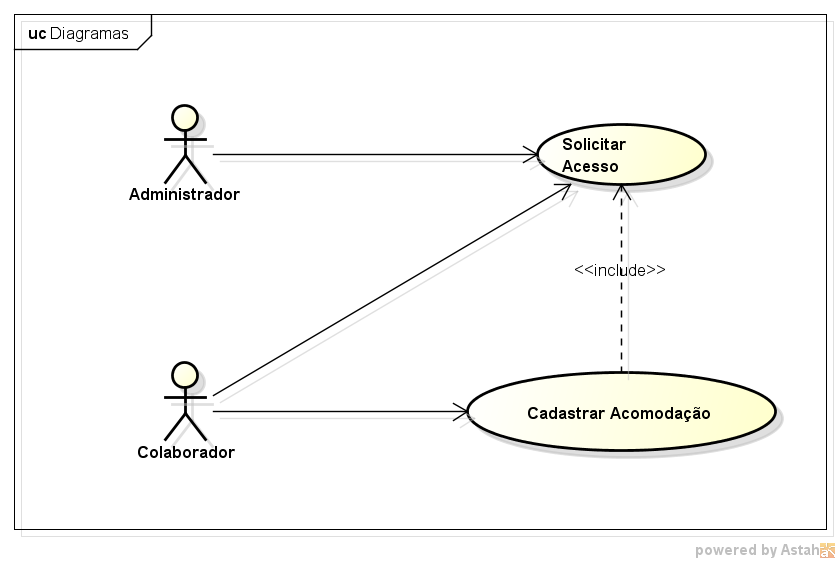 uc Diagramas
Solicitar
Acesso
Administrador
<<include>>
Cadastrar Acomodação
Colaborador
powered by Astah